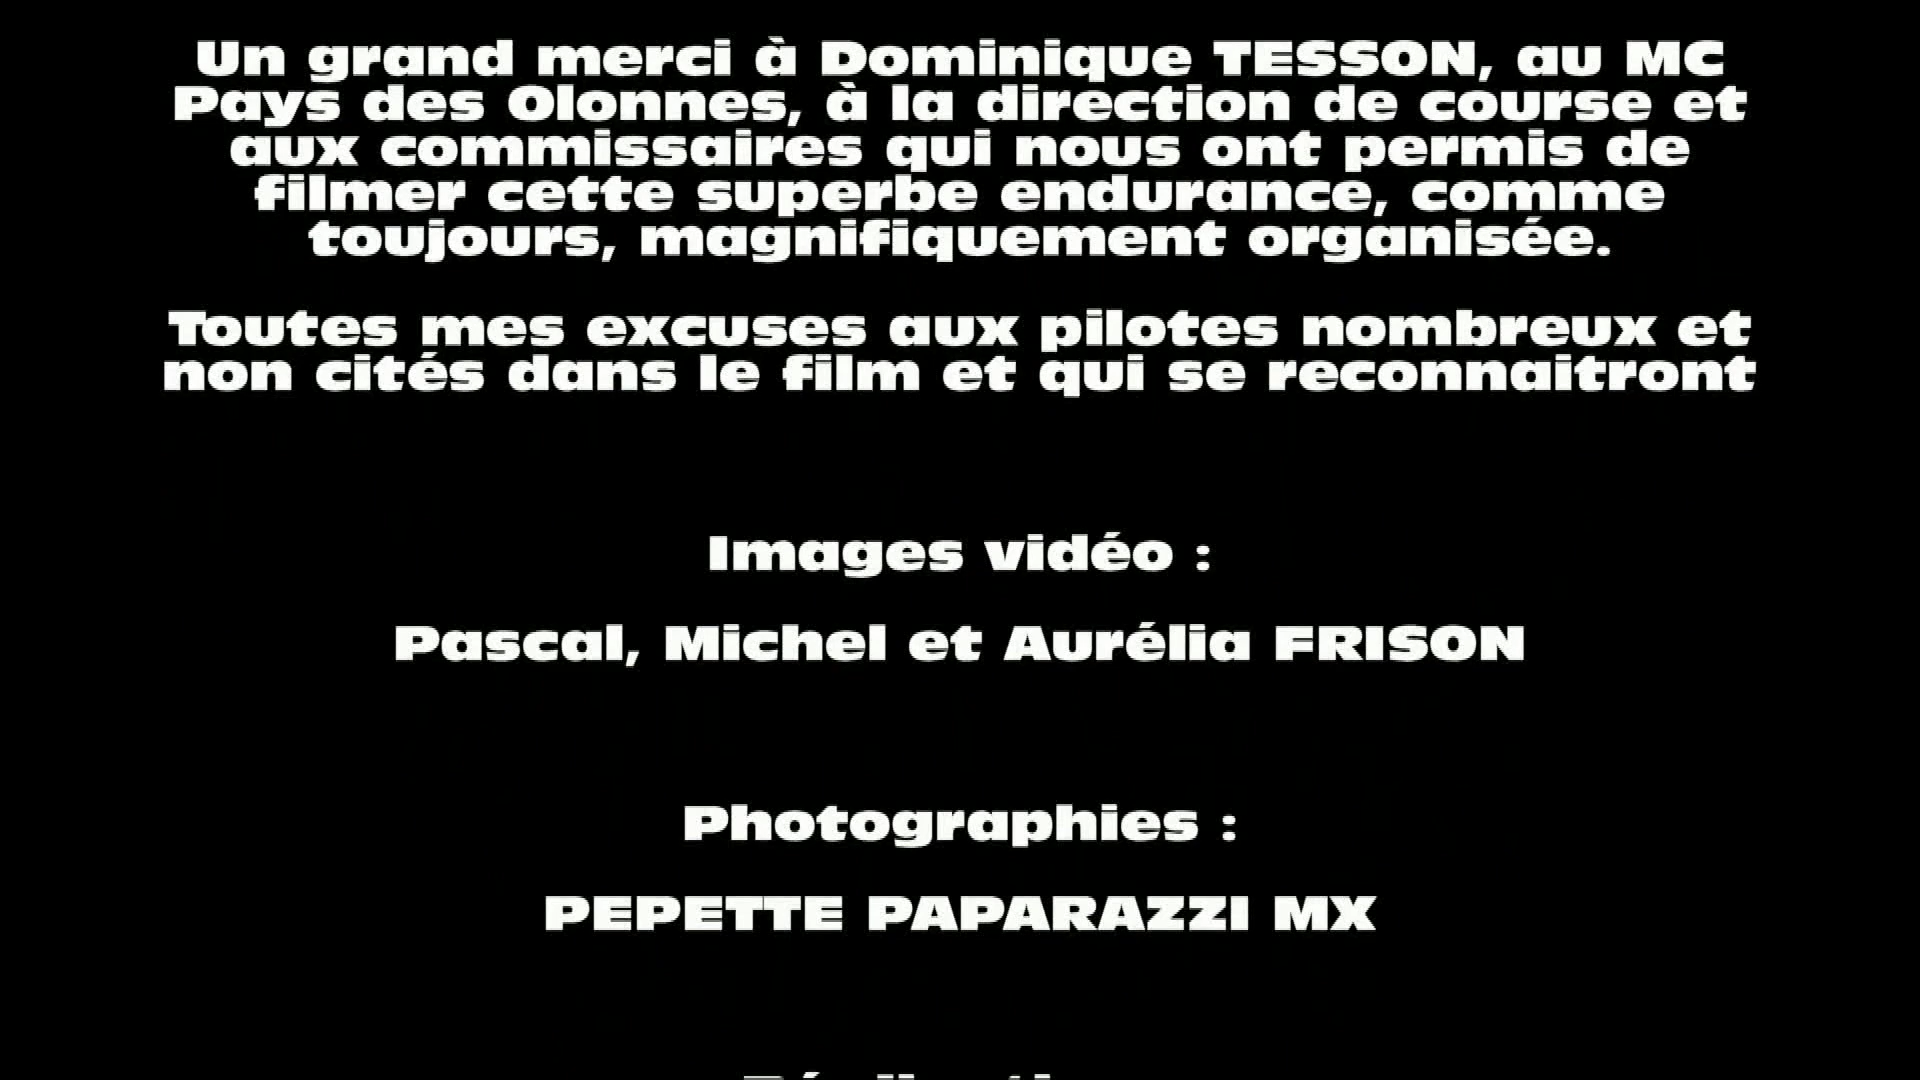 Un grand merci à Dominique TESSON, au MC
Pays des Olonnes, à la direction de course et
aux commissaires qui nous ont permis de
filmer cette superbe endurance, comme
toujours, magnifiquement organisée.
Toutes mes excuses aux pilotes nombreux et
non cités dans le film et qui se reconnaitront
Images vidéo :
Pascal, Michel et Aurélia FRISON
Photographies :
PEPETTE PAPARAZZI MX